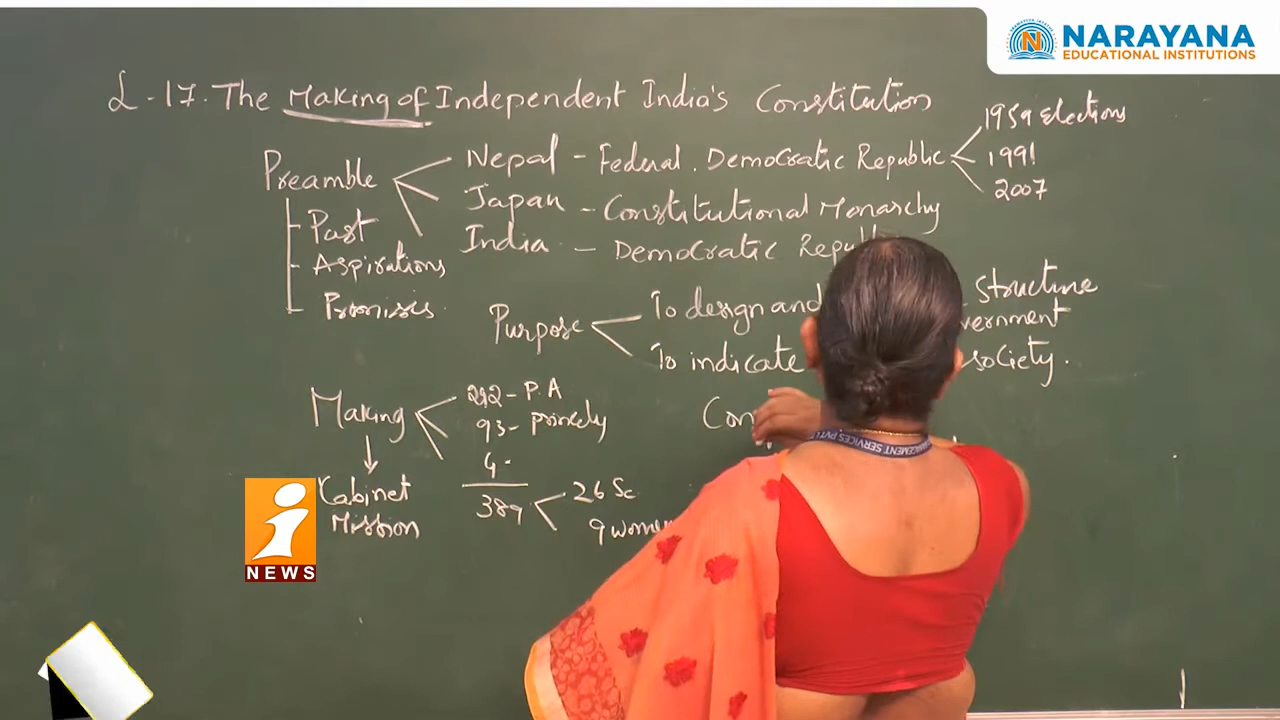 NARAYANA
EDUCATIONAL INSTITUTIONS
L-17. The Making of Independent India's Constitution
Preamble
Nepal - Federal. Democratic Republic
1959 Elections
1991
2007
Japan - Constitutional Monarchy
India - Democratic
Past
Aspirations
Promises
Purpose
To design and
Structure
To indicate
society.
Making
292 - P.A
93 - princely
4 -
389
26 Sc
9 women
Cabinet
Mission
i
NEWS